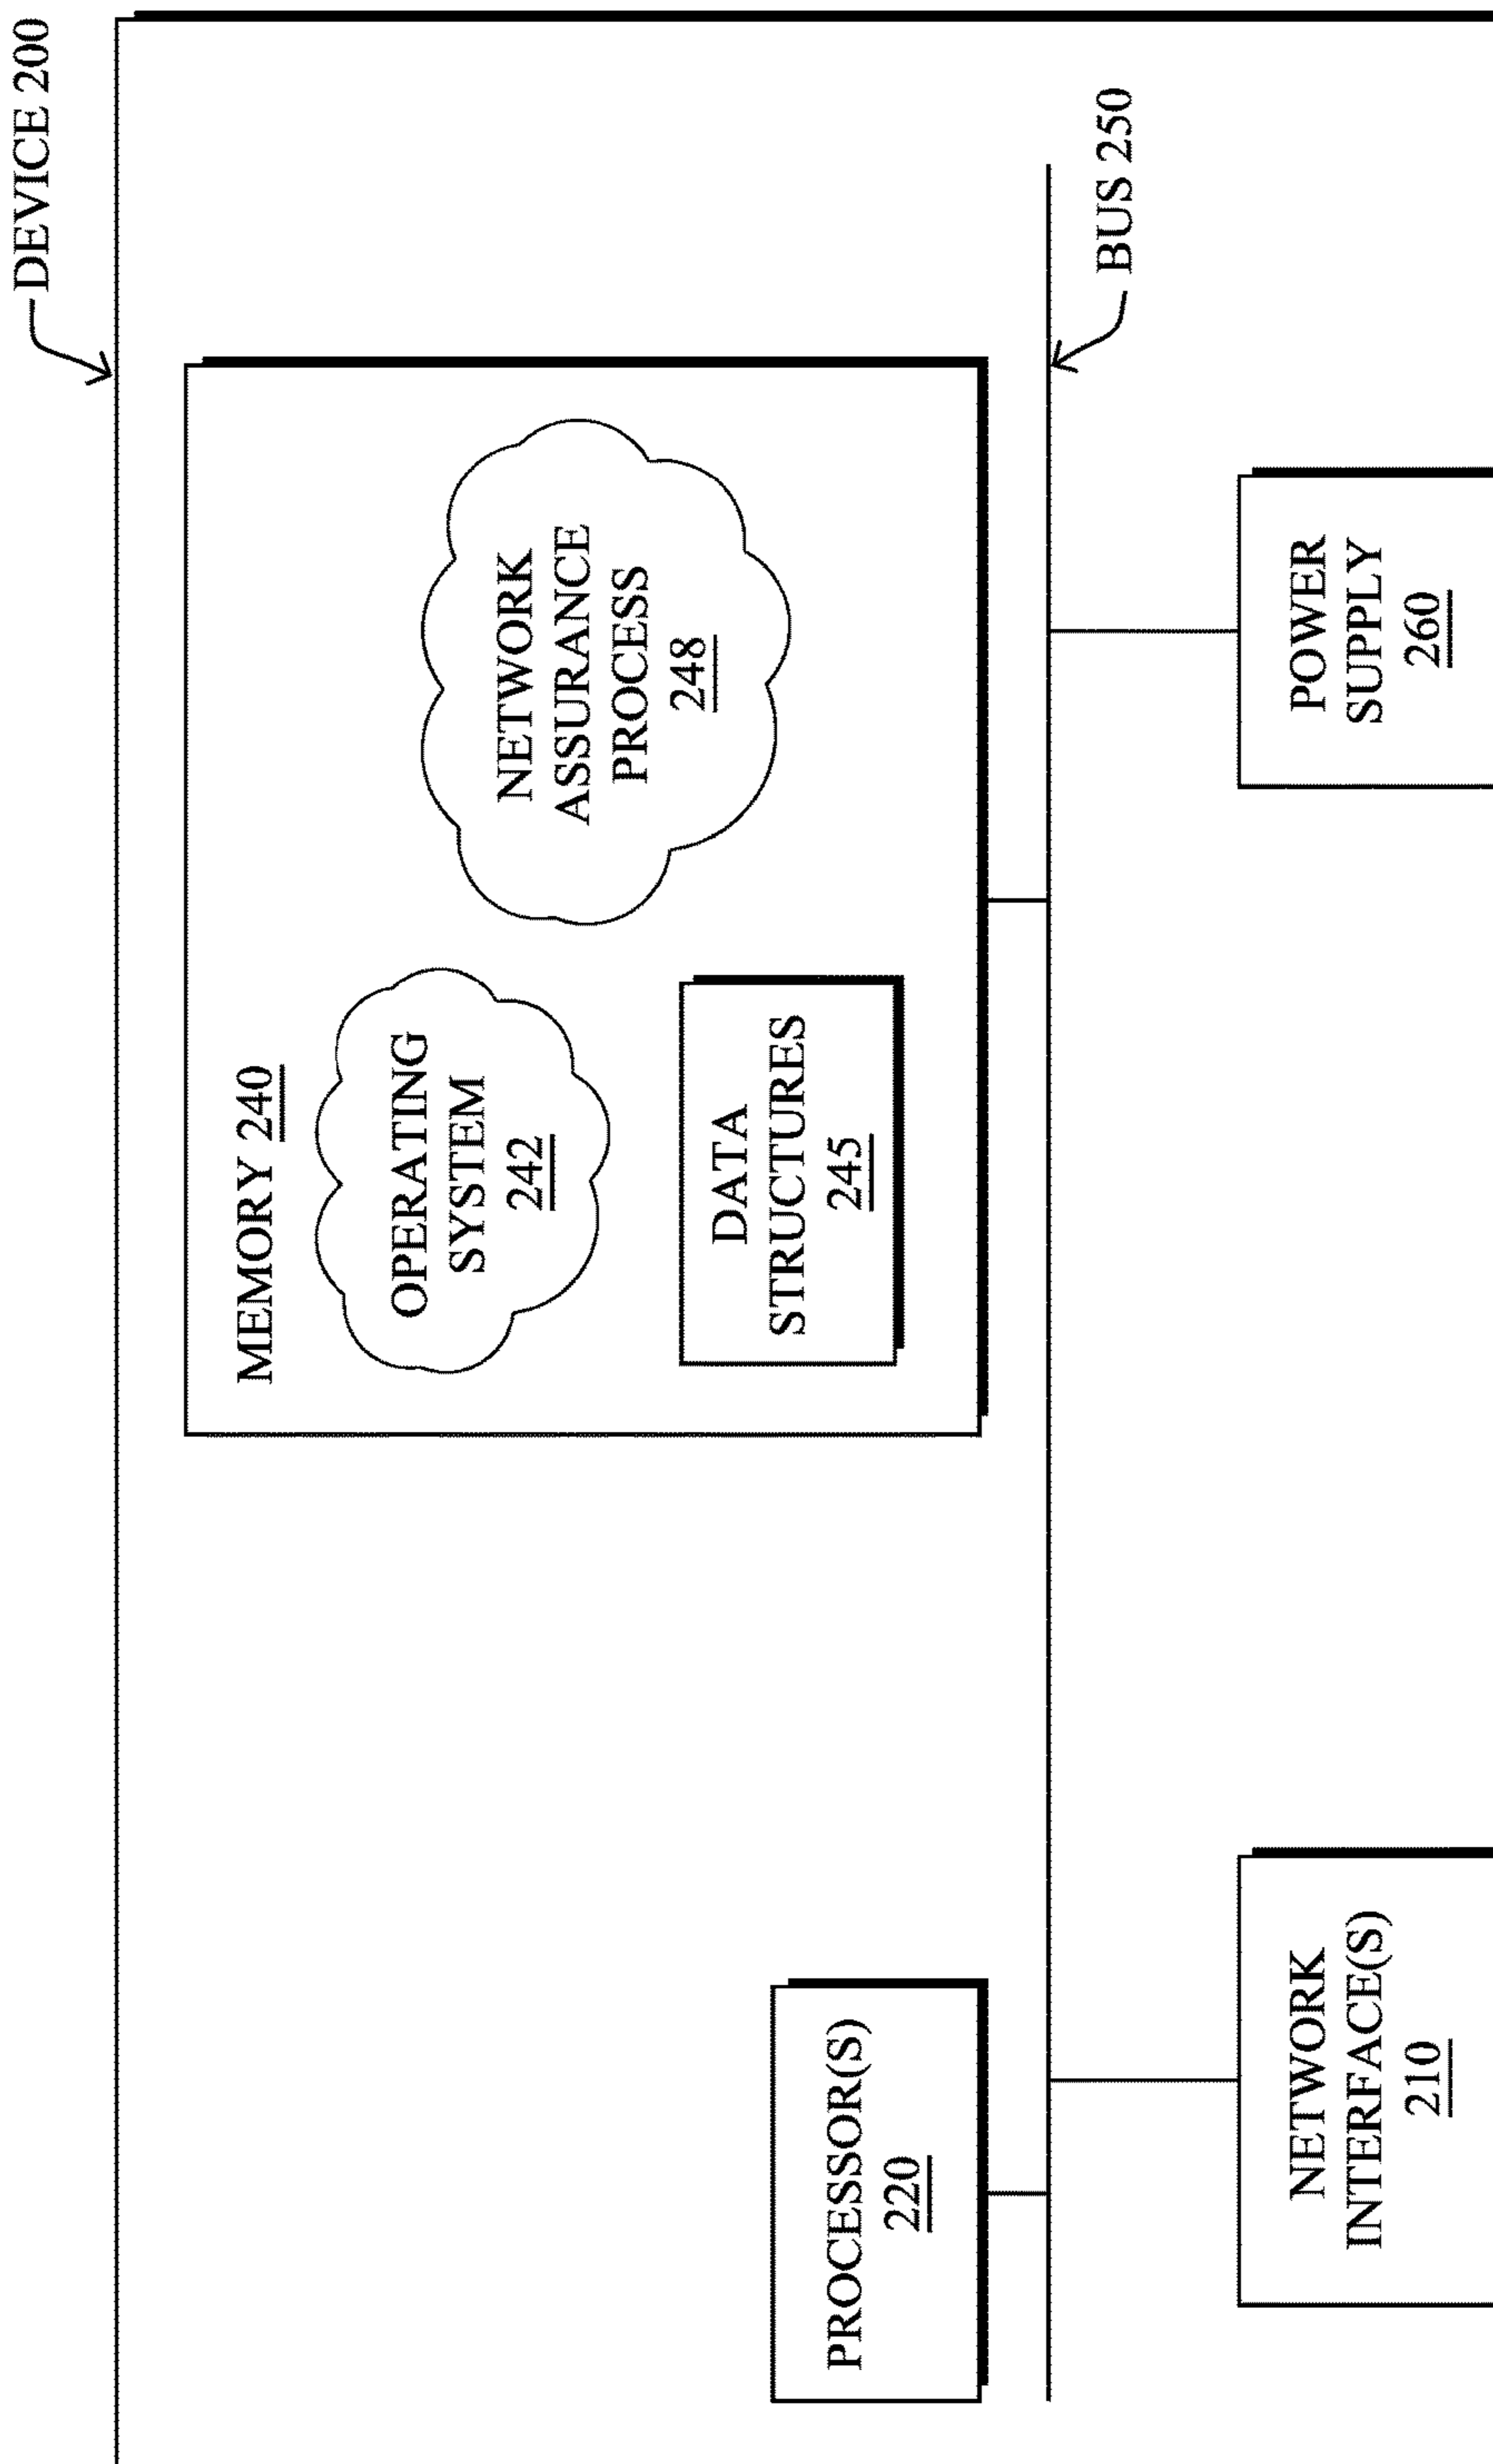 DEVICE 200
MEMORY 240
OPERATING
SYSTEM
242
NETWORK
ASSURANCE
PROCESS
248
DATA
STRUCTURES
245
PROCESSOR(S)
220
BUS 250
NETWORK
INTERFACE(S)
210
POWER
SUPPLY
260